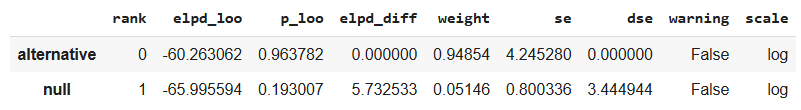 rank elpd_loo p_loo elpd_diff weight se dse warning scale
alternative 0 -60.263062 0.963782 0.000000 0.94854 4.245280 0.000000 False log
null 1 -65.995594 0.193007 5.732533 0.05146 0.800336 3.444944 False log